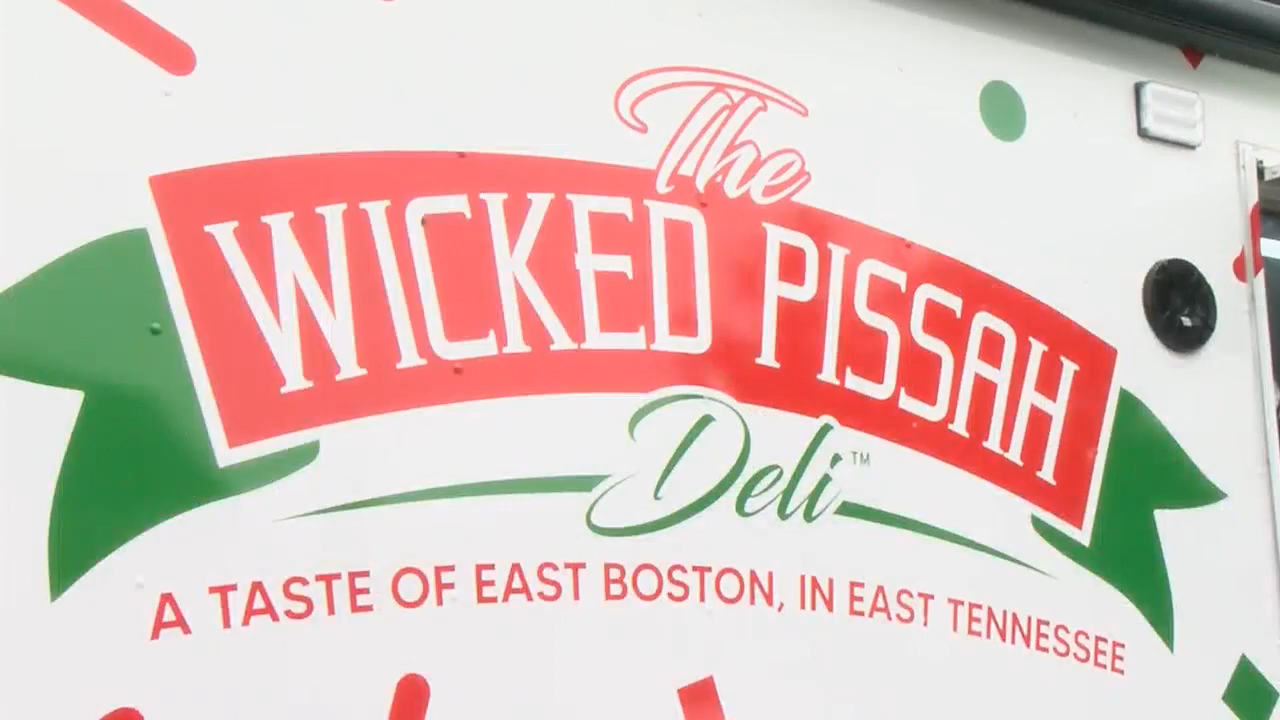 The
WICKED PISSAH
Deli™
A TASTE OF EAST BOSTON, IN EAST TENNESSEE